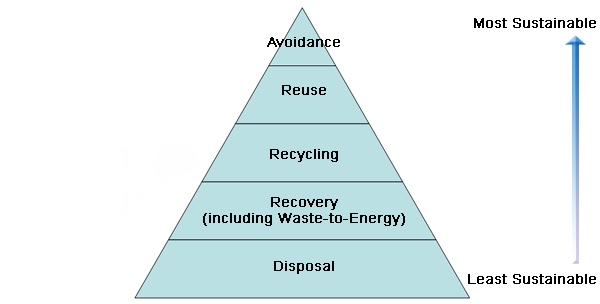 Most Sustainable
Avoidance
Reuse
Recycling
Recovery
(including Waste-to-Energy)
Disposal
Least Sustainable